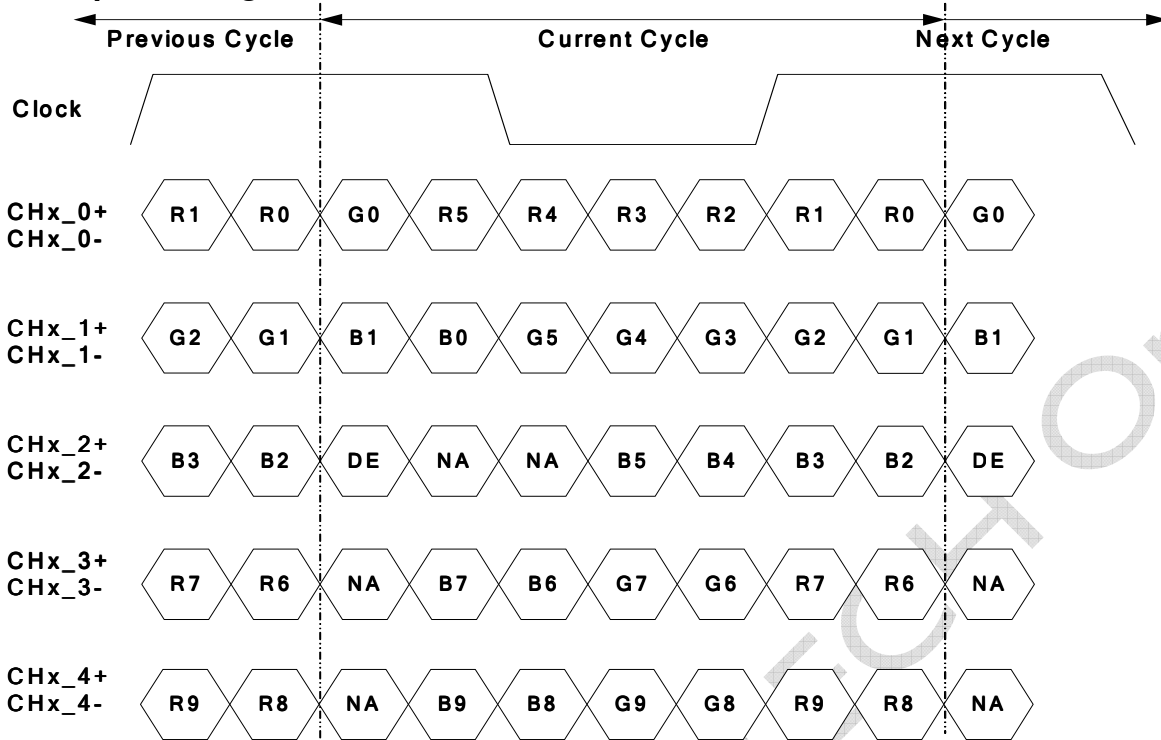 Previous Cycle Current Cycle Next Cycle
Clock
CHx_0+
CHx_0-
R1 R0 G0 R5 R4 R3 R2 R1 R0 G0
CHx_1+
CHx_1-
G2 G1 B1 B0 G5 G4 G3 G2 G1 B1
CHx_2+
CHx_2-
B3 B2 DE NA NA B5 B4 B3 B2 DE
CHx_3+
CHx_3-
R7 R6 NA B7 B6 G7 G6 R7 R6 NA
CHx_4+
CHx_4-
R9 R8 NA B9 B8 G9 G8 R9 R8 NA